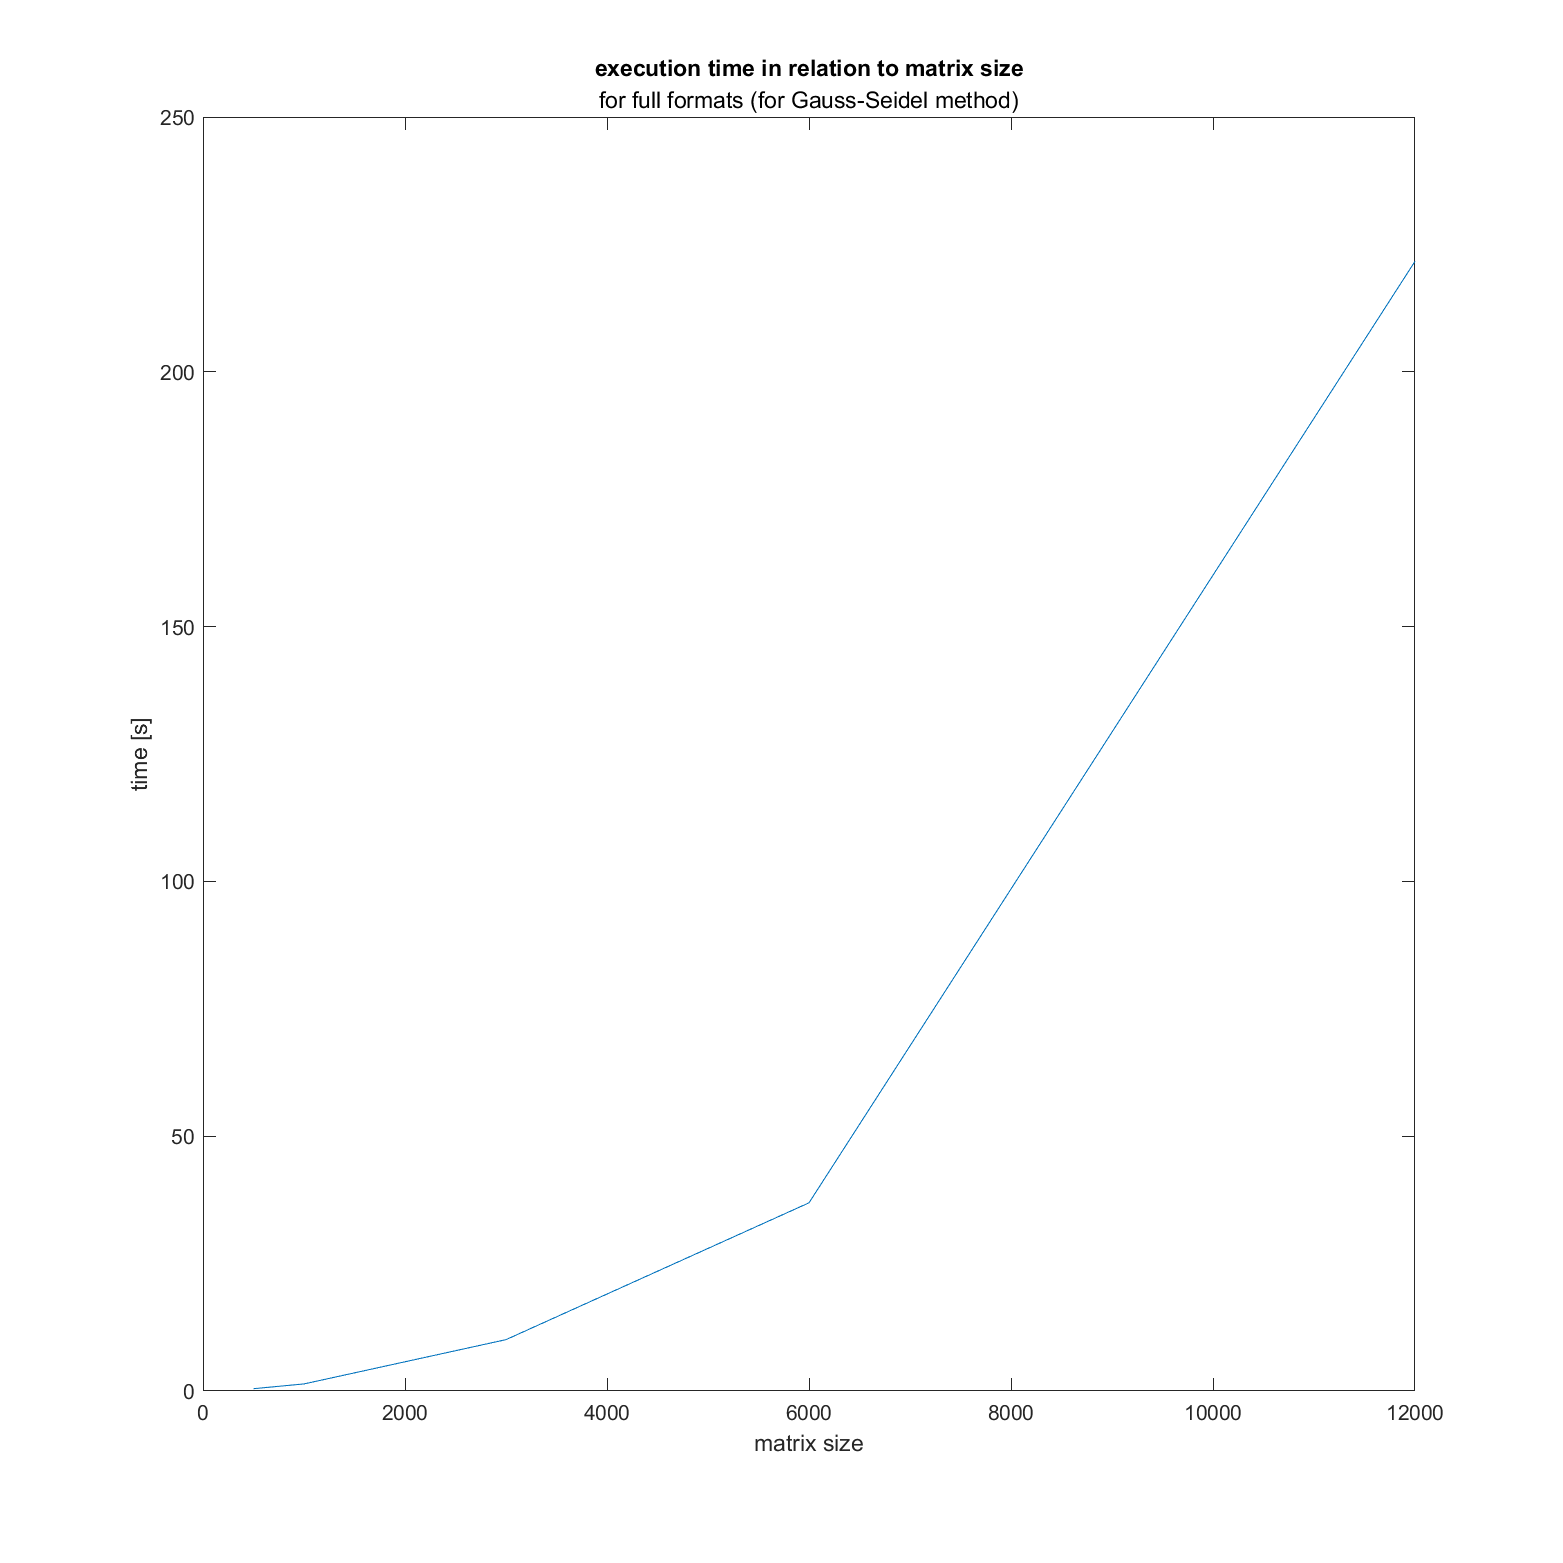 execution time in relation to matrix size
for full formats (for Gauss-Seidel method)
250
200
150
100
50
0
time [s]
0 2000 4000 6000 8000 10000 12000
matrix size